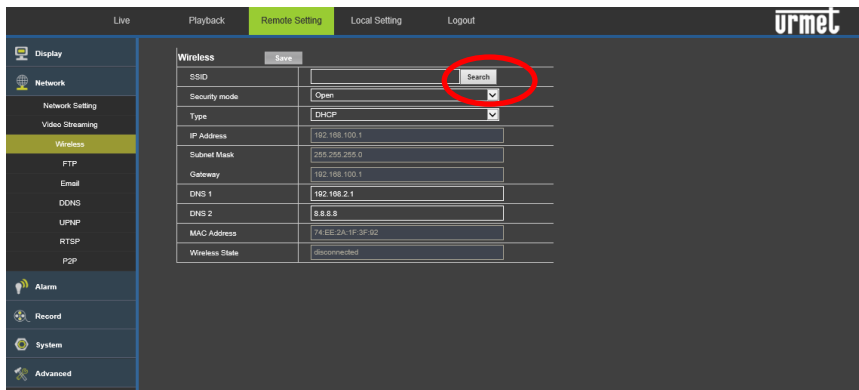 Live Playback Remote Setting Local Setting Logout urmet
Display
Network
Network Setting
Video Streaming
Wireless
FTP
Email
DDNS
UPNP
RTSP
P2P
Alarm
Record
System
Advanced
Wireless Save
SSID Search
Security mode Open
Type DHCP
IP Address 192.168.100.1
Subnet Mask 255.255.255.0
Gateway 192.168.100.1
DNS 1 192.168.2.1
DNS 2 8.8.8.8
MAC Address 74:EE:2A:1F:3F:92
Wireless State disconnected